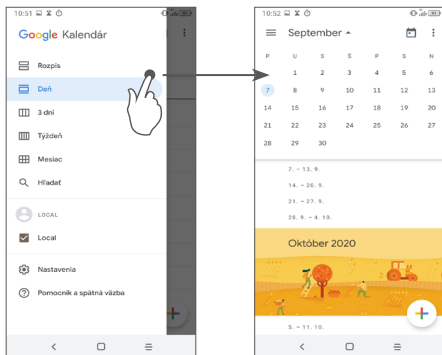 10:51
Google Kalendár
Rozpis
Deň
3 dni
Týždeň
Mesiac
Hľadať
LOCAL
Local
Nastavenia
Pomocník a spätná väzba
10:52
September
P U S Š P S N
1 2 3 4 5 6
7 8 9 10 11 12 13
14 15 16 17 18 19 20
21 22 23 24 25 26 27
28 29 30
7. – 13. 9.
14. – 20. 9.
21. – 27. 9.
28. 9. – 4. 10.
Október 2020
5. – 11. 10.